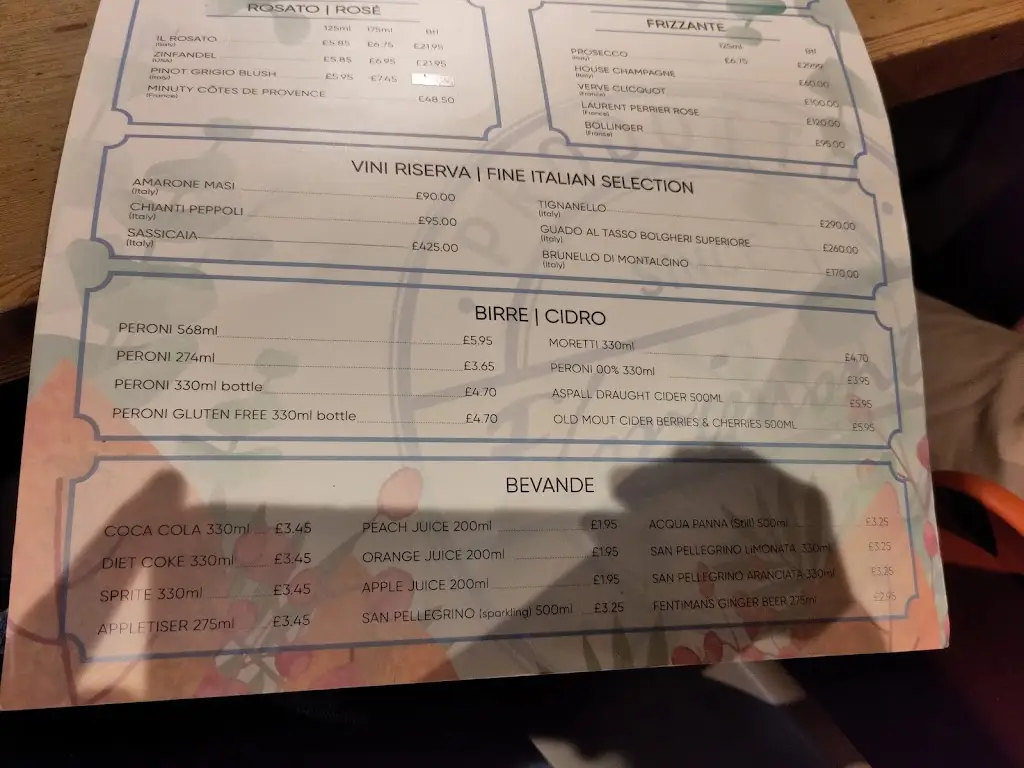 ROSATO | ROSÉ
125ml 175ml Btl
IL ROSATO £5.85 £6.75 £21.95
(Italy)
ZINFANDEL £5.85 £6.95 £21.95
(USA)
PINOT GRIGIO BLUSH £5.95 £7.45
(Italy)
MINUTY CÔTES DE PROVENCE £48.50
(France)
FRIZZANTE
125ml Btl
PROSECCO £6.75 £29.99
(Italy)
HOUSE CHAMPAGNE £60.00
(Italy)
VERVE CLICQUOT £100.00
(France)
LAURENT PERRIER ROSE £120.00
(France)
BOLLINGER £95.00
(France)
VINI RISERVA | FINE ITALIAN SELECTION
AMARONE MASI £90.00
(Italy)
CHIANTI PEPPOLI £95.00
(Italy)
SASSICAIA £425.00
(Italy)
TIGNANELLO £290.00
(Italy)
GUADO AL TASSO BOLGHERI SUPERIORE £260.00
(Italy)
BRUNELLO DI MONTALCINO £170.00
(Italy)
BIRRE | CIDRO
PERONI 568ml £5.95
PERONI 274ml £3.65
PERONI 330ml bottle £4.70
PERONI GLUTEN FREE 330ml bottle £4.70
MORETTI 330ml £4.70
PERONI 00% 330ml £3.95
ASPALL DRAUGHT CIDER 500ML £5.95
OLD MOUT CIDER BERRIES & CHERRIES 500ML £5.95
BEVANDE
COCA COLA 330ml £3.45
DIET COKE 330ml £3.45
SPRITE 330ml £3.45
APPLETISER 275ml £3.45
PEACH JUICE 200ml £1.95
ORANGE JUICE 200ml £1.95
APPLE JUICE 200ml £1.95
SAN PELLEGRINO (sparkling) 500ml £3.25
ACQUA PANNA (Still) 500ml £3.25
SAN PELLEGRINO LIMONATA 330ml £3.25
SAN PELLEGRINO ARANCIATA 330ml £3.25
FENTIMANS GINGER BEER 275ml £2.95